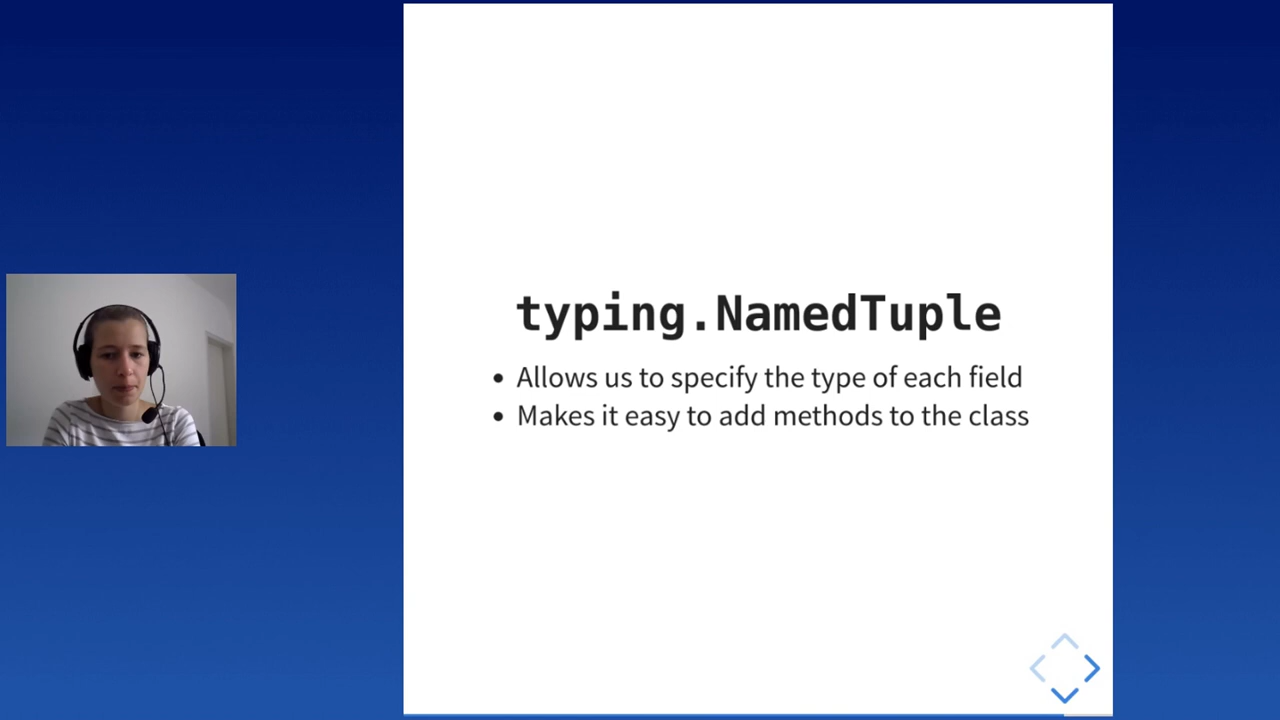 typing.NamedTuple
• Allows us to specify the type of each field
• Makes it easy to add methods to the class